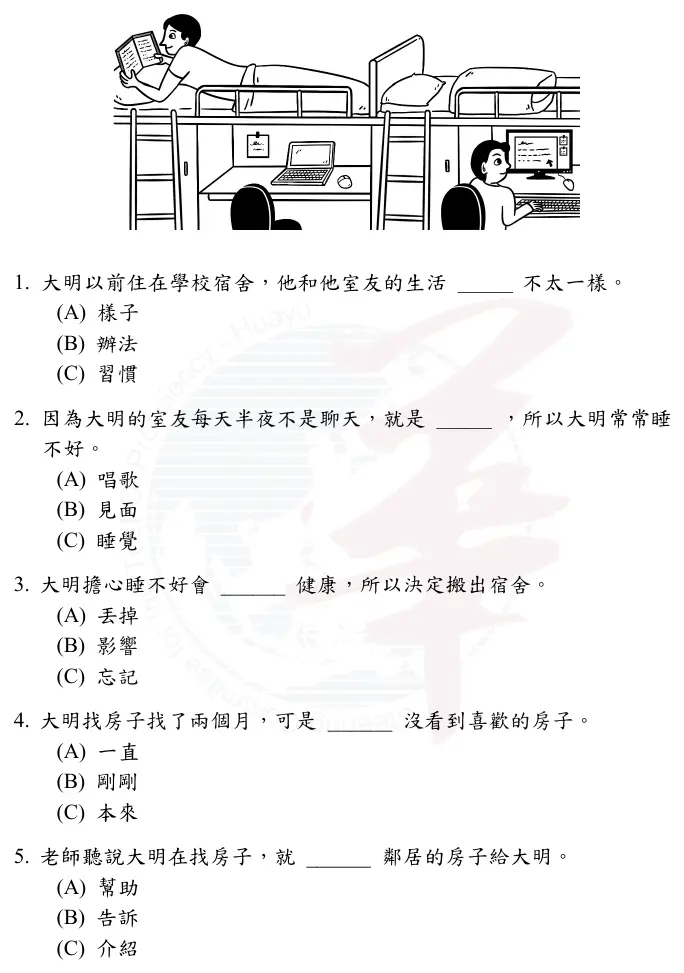 1. 大明以前住在學校宿舍，他和他室友的生活 _____ 不太一樣。
(A) 樣子
(B) 辦法
(C) 習慣
2. 因為大明的室友每天半夜不是聊天，就是 _____ ，所以大明常常睡
不好。
(A) 唱歌
(B) 見面
(C) 睡覺
3. 大明擔心睡不好會 ______ 健康，所以決定搬出宿舍。
(A) 丟掉
(B) 影響
(C) 忘記
4. 大明找房子找了兩個月，可是 ______ 沒看到喜歡的房子。
(A) 一直
(B) 剛剛
(C) 本來
5. 老師聽說大明在找房子，就 ______ 鄰居的房子給大明。
(A) 幫助
(B) 告訴
(C) 介紹